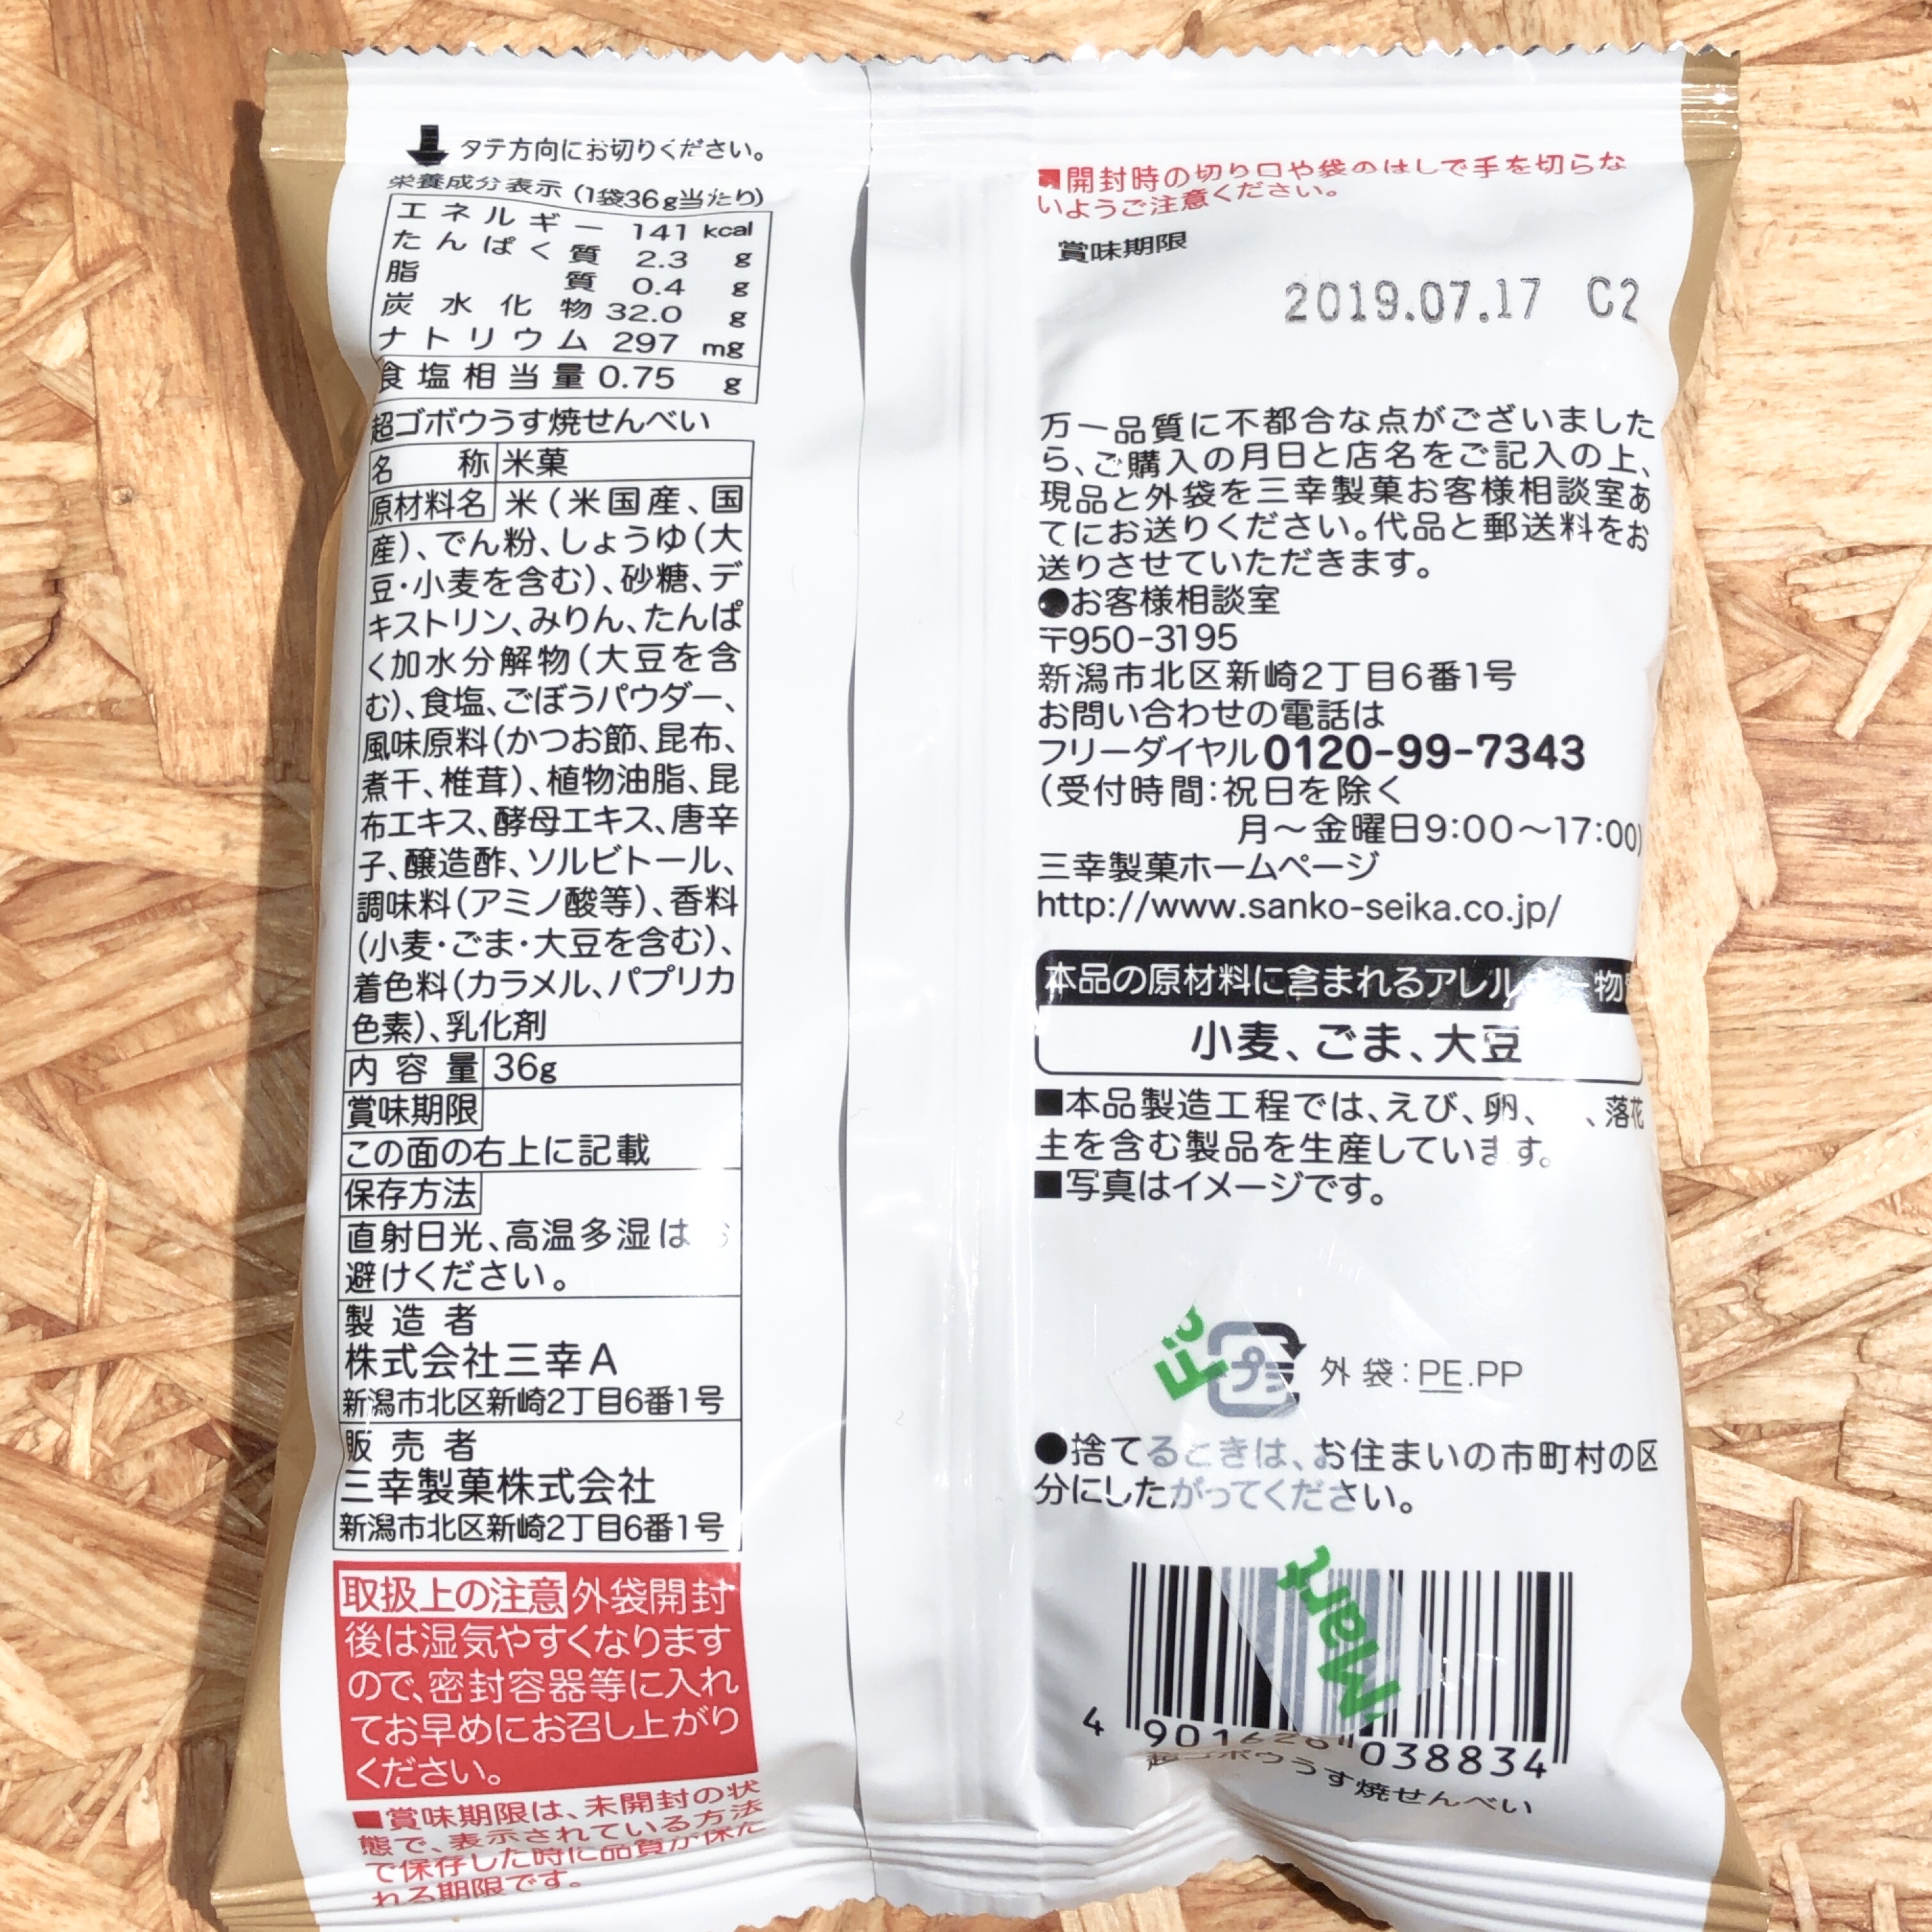 タテ方向にお切りください。
栄養成分表示（1袋36g当たり）
エネルギー 141 kcal
たんぱく質 2.3 g
脂質 0.4 g
炭水化物 32.0 g
ナトリウム 297 mg
食塩相当量 0.75 g
超ゴボウうす焼せんべい
名称 米菓
原材料名 米（米国産、国
産）、でん粉、しょうゆ（大
豆・小麦を含む）、砂糖、デ
キストリン、みりん、たんぱ
く加水分解物（大豆を含
む）、食塩、ごぼうパウダー、
風味原料（かつお節、昆布、
煮干、椎茸）、植物油脂、昆
布エキス、酵母エキス、唐辛
子、醸造酢、ソルビトール、
調味料（アミノ酸等）、香料
（小麦・ごま・大豆を含む）、
着色料（カラメル、パプリカ
色素）、乳化剤
内容量 36g
賞味期限
この面の右上に記載
保存方法
直射日光、高温多湿は
避けください。
製造者
株式会社三幸A
新潟市北区新崎2丁目6番1号
販売者
三幸製菓株式会社
新潟市北区新崎2丁目6番1号
取扱上の注意 外袋開封
後は湿気やすくなります
ので、密封容器等に入れ
てお早めにお召し上がり
ください。
■賞味期限は、未開封の状
態で、表示されている方法
で保存した時に品質が保た
れる期限です。
■開封時の切り口や袋のはしで手を切らな
いようご注意ください。
賞味期限
2019.07.17 C2
万一品質に不都合な点がございました
ら、ご購入の月日と店名をご記入の上、
現品と外袋を三幸製菓お客様相談室あ
てにお送りください。代品と郵送料をお
送りさせていただきます。
●お客様相談室
〒950-3195
新潟市北区新崎2丁目6番1号
お問い合わせの電話は
フリーダイヤル0120-99-7343
（受付時間：祝日を除く
月～金曜日9:00～17:00）
三幸製菓ホームページ
http://www.sanko-seika.co.jp/
本品の原材料に含まれるアレル ー物
小麦、ごま、大豆
■本品製造工程では、えび、卵、 、落花
主を含む製品を生産しています。
■写真はイメージです。
プラ 外袋：PE.PP
●捨てるときは、お住まいの市町村の区
分にしたがってください。
Mart
4 901626 038834
超ゴボウうす焼せんべい